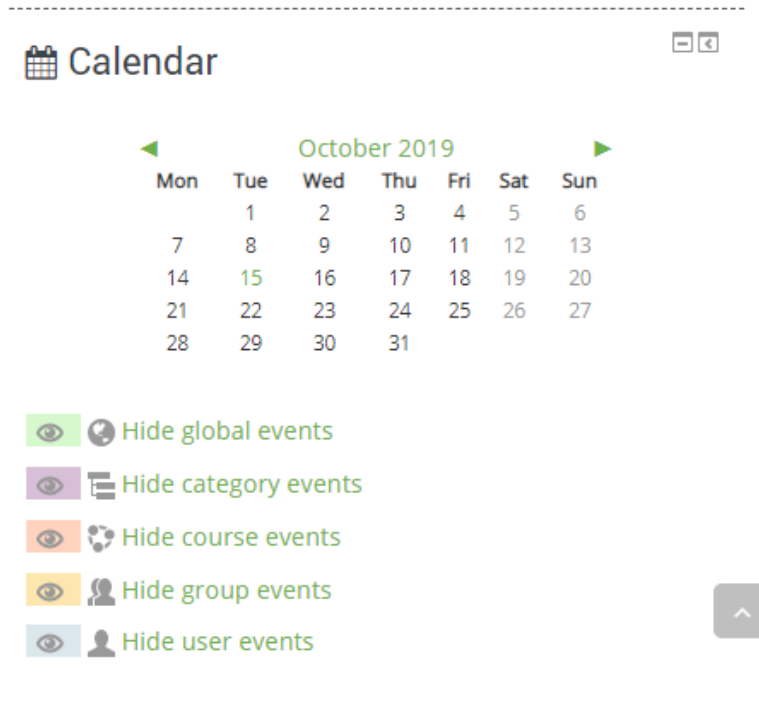 Calendar
◄ October 2019 ►
Mon Tue Wed Thu Fri Sat Sun
1 2 3 4 5 6
7 8 9 10 11 12 13
14 15 16 17 18 19 20
21 22 23 24 25 26 27
28 29 30 31
Hide global events
Hide category events
Hide course events
Hide group events
Hide user events